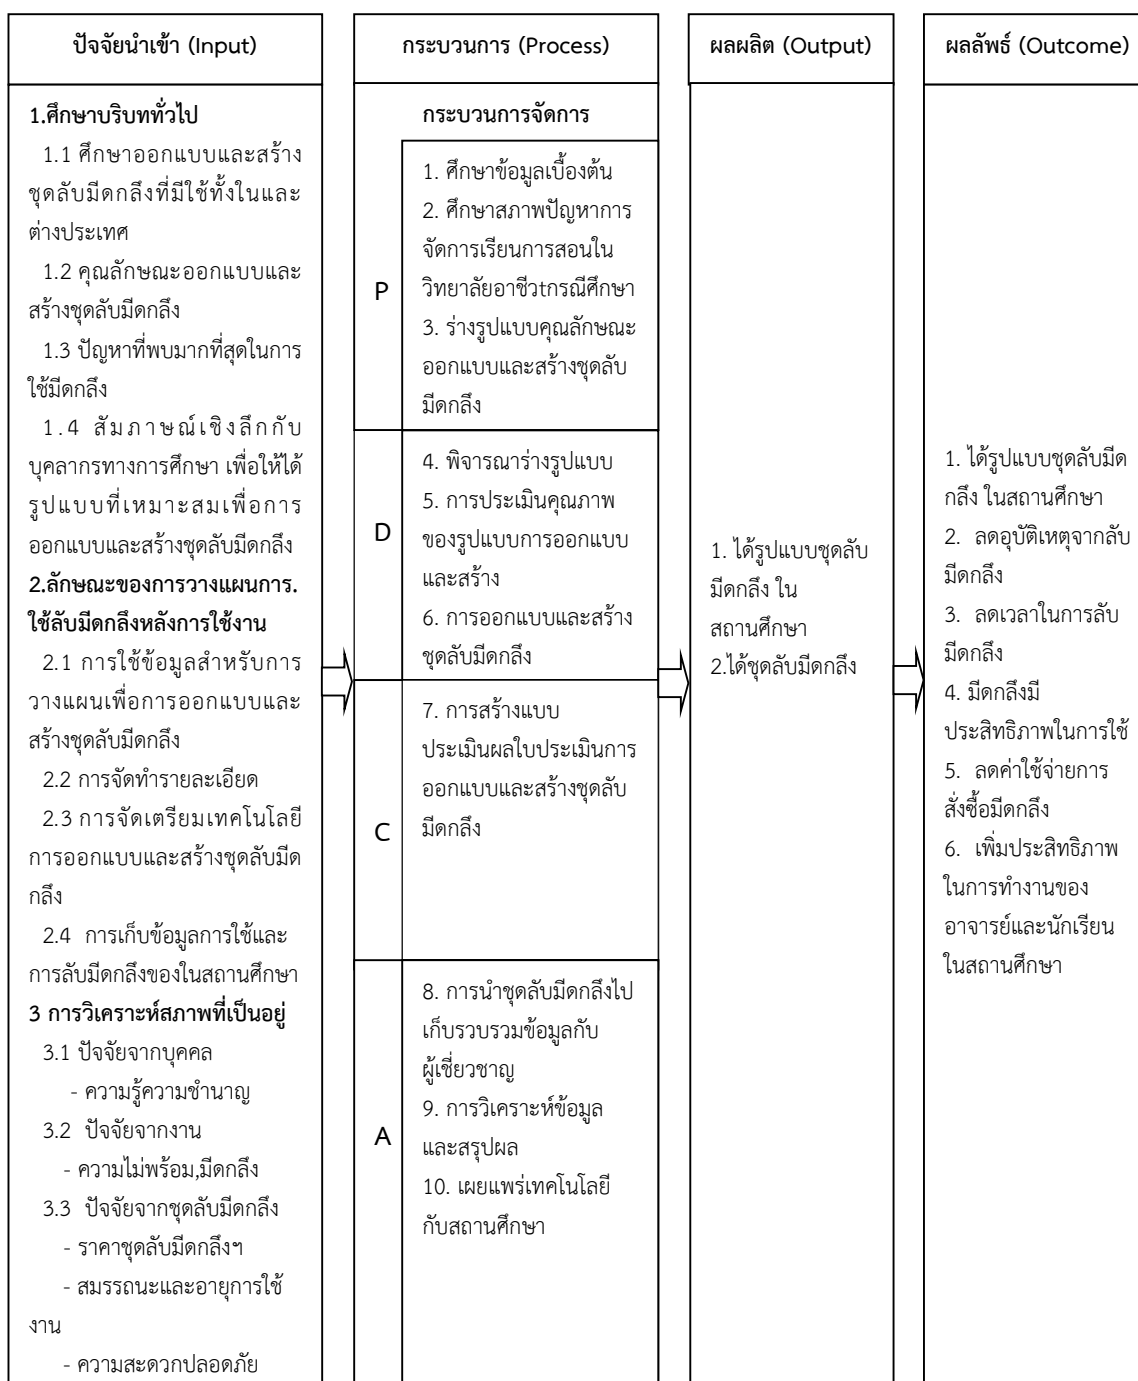 ปัจจัยนำเข้า (Input)
1.ศึกษาบริบททั่วไป
1.1 ศึกษาออกแบบและสร้าง
ชุดลับมีดกลึงที่มีใช้ทั้งในและ
ต่างประเทศ
1.2 คุณลักษณะออกแบบและ
สร้างชุดลับมีดกลึง
1.3 ปัญหาที่พบมากที่สุดในการ
ใช้มีดกลึง
1.4 สัมภาษณ์เชิงลึกกับ
บุคลากรทางการศึกษา เพื่อให้ได้
รูปแบบที่เหมาะสมเพื่อการ
ออกแบบและสร้างชุดลับมีดกลึง
2.ลักษณะของการวางแผนการ.
ใช้ลับมีดกลึงหลังการใช้งาน
2.1 การใช้ข้อมูลสำหรับการ
วางแผนเพื่อการออกแบบและ
สร้างชุดลับมีดกลึง
2.2 การจัดทำรายละเอียด
2.3 การจัดเตรียมเทคโนโลยี
การออกแบบและสร้างชุดลับมีด
กลึง
2.4 การเก็บข้อมูลการใช้และ
การลับมีดกลึงของในสถานศึกษา
3 การวิเคราะห์สภาพที่เป็นอยู่
3.1 ปัจจัยจากบุคคล
- ความรู้ความชำนาญ
3.2 ปัจจัยจากงาน
- ความไม่พร้อม,มีดกลึง
3.3 ปัจจัยจากชุดลับมีดกลึง
- ราคาชุดลับมีดกลึงฯ
- สมรรถนะและอายุการใช้
งาน
- ความสะดวกปลอดภัย
กระบวนการ (Process)
กระบวนการจัดการ
P
1. ศึกษาข้อมูลเบื้องต้น
2. ศึกษาสภาพปัญหาการ
จัดการเรียนการสอนใน
วิทยาลัยอาชีวtกรณีศึกษา
3. ร่างรูปแบบคุณลักษณะ
ออกแบบและสร้างชุดลับ
มีดกลึง
D
4. พิจารณาร่างรูปแบบ
5. การประเมินคุณภาพ
ของรูปแบบการออกแบบ
และสร้าง
6. การออกแบบและสร้าง
ชุดลับมีดกลึง
C
7. การสร้างแบบ
ประเมินผลใบประเมินการ
ออกแบบและสร้างชุดลับ
มีดกลึง
A
8. การนำชุดลับมีดกลึงไป
เก็บรวบรวมข้อมูลกับ
ผู้เชี่ยวชาญ
9. การวิเคราะห์ข้อมูล
และสรุปผล
10. เผยแพร่เทคโนโลยี
กับสถานศึกษา
ผลผลิต (Output)
1. ได้รูปแบบชุดลับ
มีดกลึง ใน
สถานศึกษา
2.ได้ชุดลับมีดกลึง
ผลลัพธ์ (Outcome)
1. ได้รูปแบบชุดลับมีด
กลึง ในสถานศึกษา
2. ลดอุบัติเหตุจากลับ
มีดกลึง
3. ลดเวลาในการลับ
มีดกลึง
4. มีดกลึงมี
ประสิทธิภาพในการใช้
5. ลดค่าใช้จ่ายการ
สั่งซื้อมีดกลึง
6. เพิ่มประสิทธิภาพ
ในการทำงานของ
อาจารย์และนักเรียน
ในสถานศึกษา